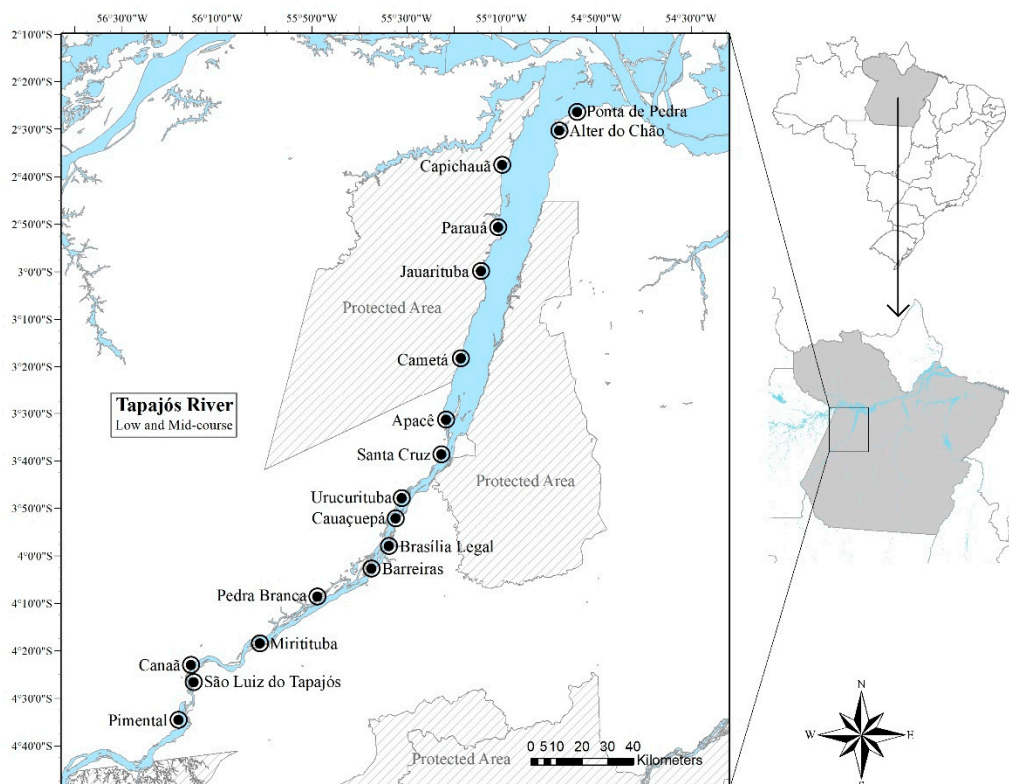 56°30'0"W 56°10'0"W 55°50'0"W 55°30'0"W 55°10'0"W 54°50'0"W 54°30'0"W
2°10'0"S
2°20'0"S
2°30'0"S
2°40'0"S
2°50'0"S
3°0'0"S
3°10'0"S
3°20'0"S
3°30'0"S
3°40'0"S
3°50'0"S
4°0'0"S
4°10'0"S
4°20'0"S
4°30'0"S
4°40'0"S
Ponta de Pedra
Alter do Chão
Capichauã
Parauá
Jauarituba
Protected Area
Cametá
Tapajós River
Low and Mid-course
Apacê
Santa Cruz
Protected Area
Urucurituba
Cauaçuepá
Brasília Legal
Barreiras
Pedra Branca
Miritituba
Canaã
São Luiz do Tapajós
Pimental
Protected Area
0 5 10 20 30 40
Kilometers
N
W E